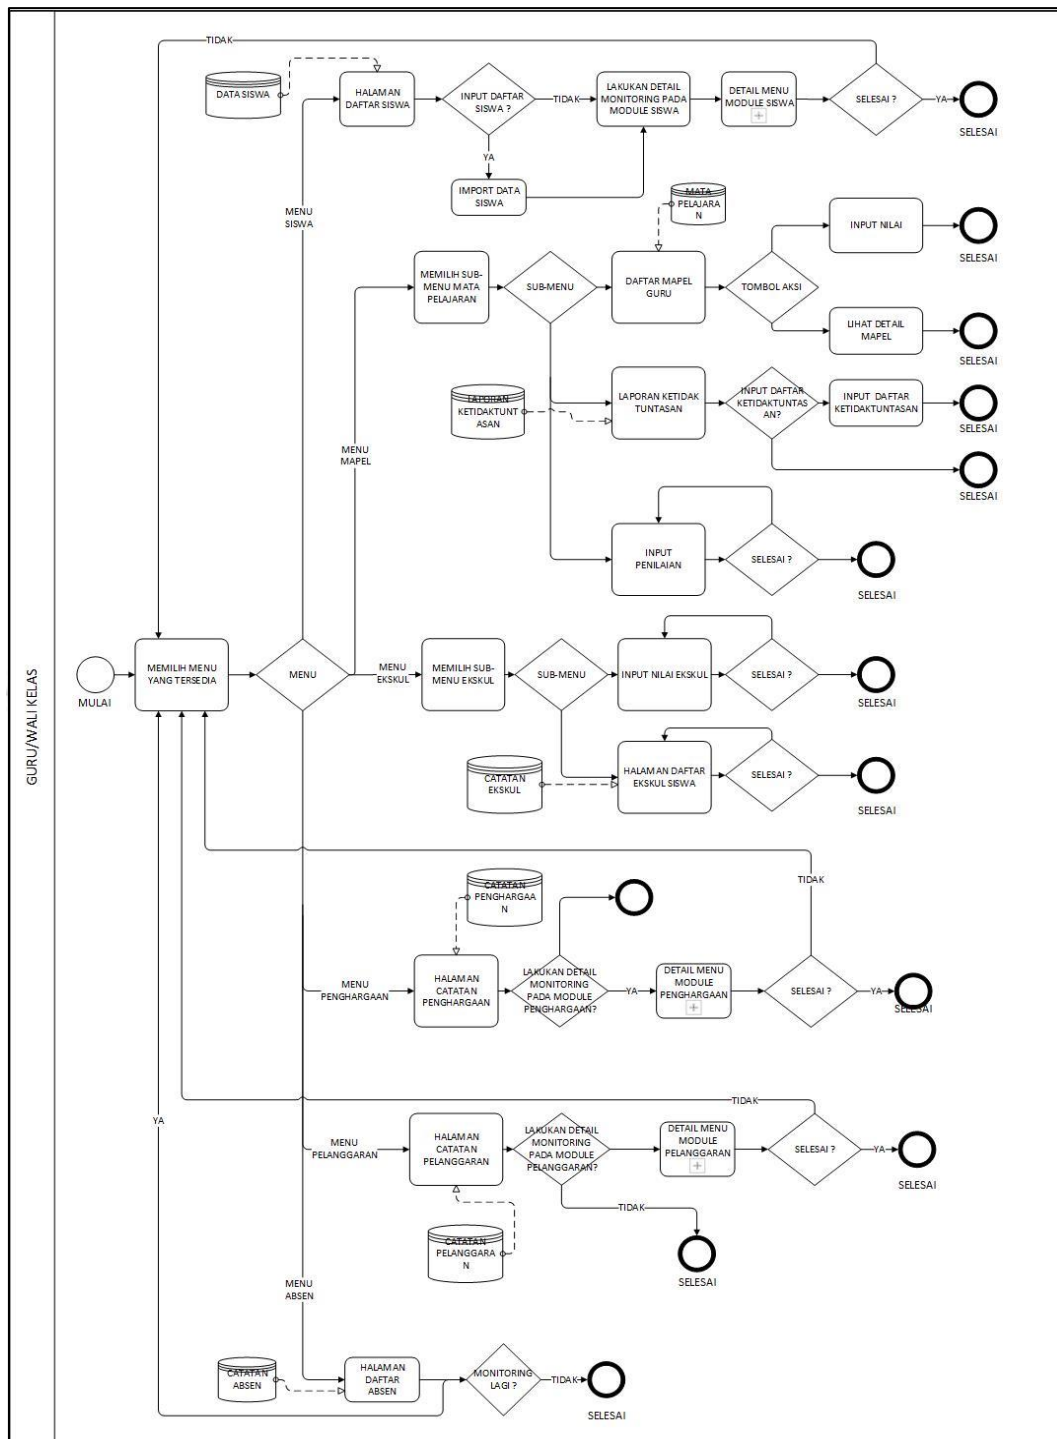 GURU/WALI KELAS
TIDAK
DATA SISWA
HALAMAN
DAFTAR SISWA
INPUT DAFTAR
SISWA ?
TIDAK
LAKUKAN DETAIL
MONITORING PADA
MODULE SISWA
DETAIL MENU
MODULE SISWA
SELESAI ?
YA
SELESAI
YA
IMPORT DATA
SISWA
MENU
SISWA
MATA
PELAJARA
N
INPUT NILAI
SELESAI
MEMILIH SUB-
MENU MATA
PELAJARAN
SUB-MENU
DAFTAR MAPEL
GURU
TOMBOL AKSI
LIHAT DETAIL
MAPEL
SELESAI
LAPORAN
KETIDAKTUNT
ASAN
LAPORAN KETIDAK
TUNTASAN
INPUT DAFTAR
KETIDAKTUNTAS
AN?
INPUT DAFTAR
KETIDAKTUNTASAN
SELESAI
MENU
MAPEL
SELESAI
INPUT
PENILAIAN
SELESAI ?
SELESAI
MULAI
MEMILIH MENU
YANG TERSEDIA
MENU
MENU
EKSKUL
MEMILIH SUB-
MENU EKSKUL
SUB-MENU
INPUT NILAI EKSKUL
SELESAI ?
SELESAI
CATATAN
EKSKUL
HALAMAN DAFTAR
EKSKUL SISWA
SELESAI ?
SELESAI
TIDAK
CATATAN
PENGHARGAA
N
MENU
PENGHARGAAN
HALAMAN
CATATAN
PENGHARGAAN
LAKUKAN DETAIL
MONITORING
PADA MODULE
PENGHARGAAN?
YA
DETAIL MENU
MODULE
PENGHARGAAN
SELESAI ?
YA
SELESAI
TIDAK
YA
MENU
PELANGGARAN
HALAMAN
CATATAN
PELANGGARAN
LAKUKAN DETAIL
MONITORING
PADA MODULE
PELANGGARAN?
DETAIL MENU
MODULE
PELANGGARAN
SELESAI ?
YA
SELESAI
TIDAK
CATATAN
PELANGGARA
N
SELESAI
MENU
ABSEN
CATATAN
ABSEN
HALAMAN
DAFTAR
ABSEN
MONITORING
LAGI ?
TIDAK
SELESAI